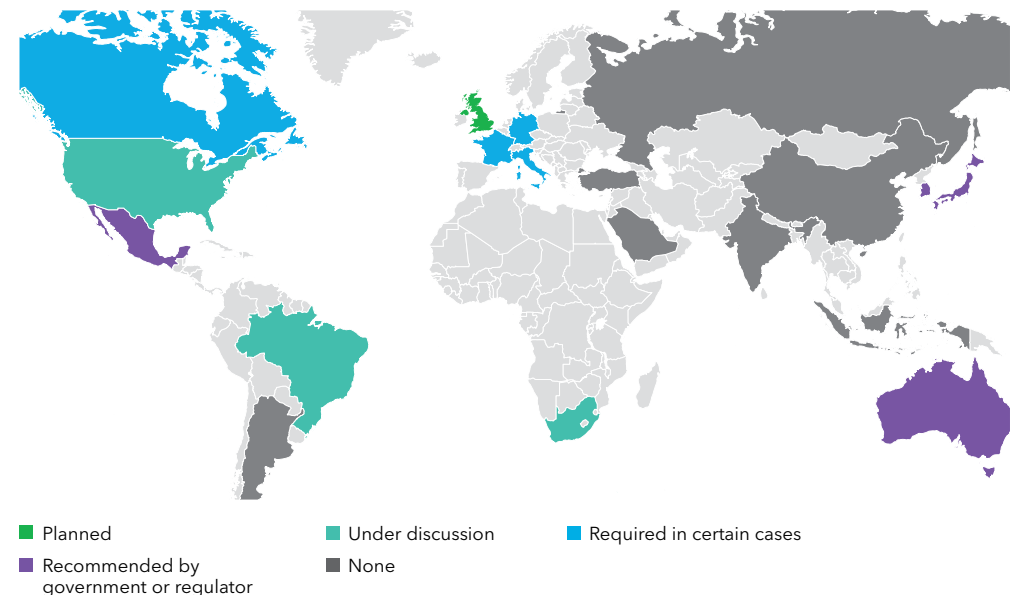 Planned
Under discussion
Required in certain cases
Recommended by
government or regulator
None